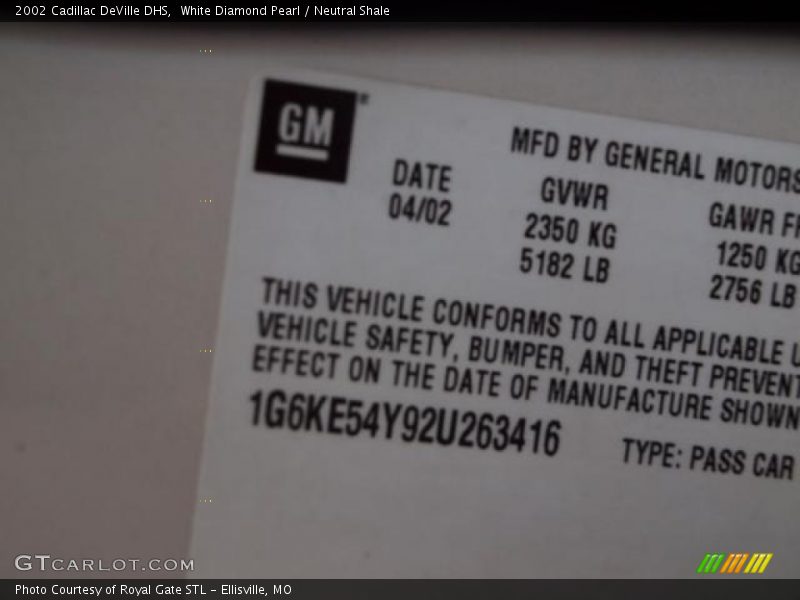 2002 Cadillac DeVille DHS, White Diamond Pearl / Neutral Shale
GM®
MFD BY GENERAL MOTORS
DATE GVWR GAWR
04/02 2350 KG 1250 KG
5182 LB 2756 LB
THIS VEHICLE CONFORMS TO ALL APPLICABLE
VEHICLE SAFETY, BUMPER, AND THEFT
EFFECT ON THE DATE OF MANUFACTURE SHOWN
1G6KE54Y92U263416 TYPE: PASS CAR
GTCARLOT.COM
Photo Courtesy of Royal Gate STL - Ellisville, MO